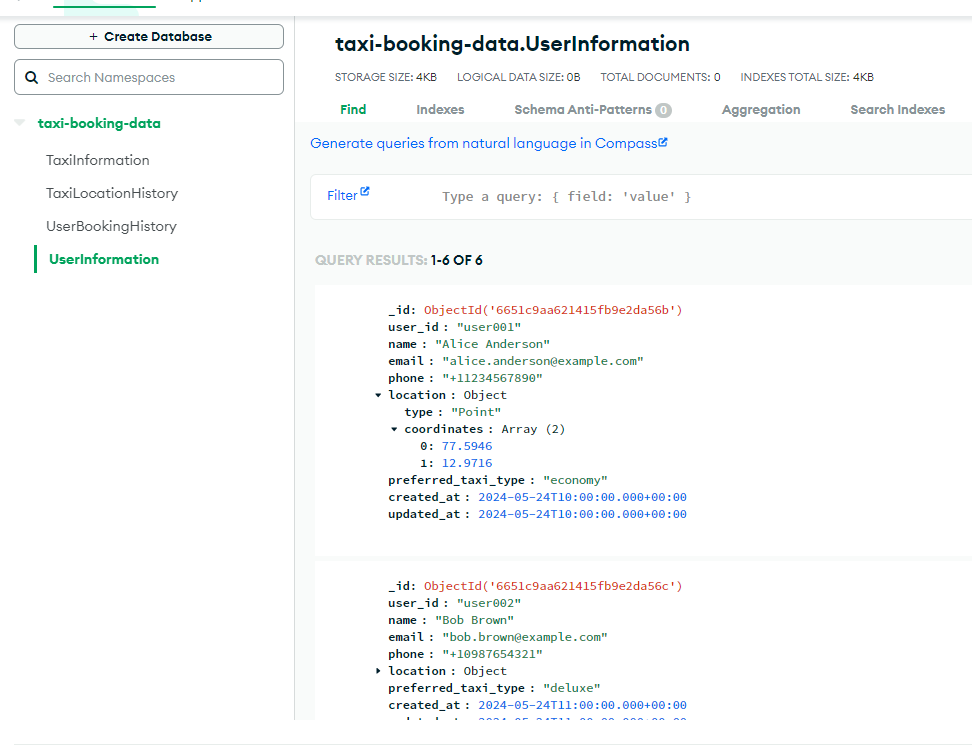 + Create Database
Search Namespaces
taxi-booking-data
TaxiInformation
TaxiLocationHistory
UserBookingHistory
UserInformation
taxi-booking-data.UserInformation
STORAGE SIZE: 4KB LOGICAL DATA SIZE: 0B TOTAL DOCUMENTS: 0 INDEXES TOTAL SIZE: 4KB
Find Indexes Schema Anti-Patterns 0 Aggregation Search Indexes
Generate queries from natural language in Compass
Filter Type a query: { field: 'value' }
QUERY RESULTS: 1-6 OF 6
_id: ObjectId('6651c9aa621415fb9e2da56b')
user_id : "user001"
name : "Alice Anderson"
email : "alice.anderson@example.com"
phone : "+11234567890"
location : Object
type : "Point"
coordinates : Array (2)
0: 77.5946
1: 12.9716
preferred_taxi_type : "economy"
created_at : 2024-05-24T10:00:00.000+00:00
updated_at : 2024-05-24T10:00:00.000+00:00
_id: ObjectId('6651c9aa621415fb9e2da56c')
user_id : "user002"
name : "Bob Brown"
email : "bob.brown@example.com"
phone : "+10987654321"
location : Object
preferred_taxi_type : "deluxe"
created_at : 2024-05-24T11:00:00.000+00:00